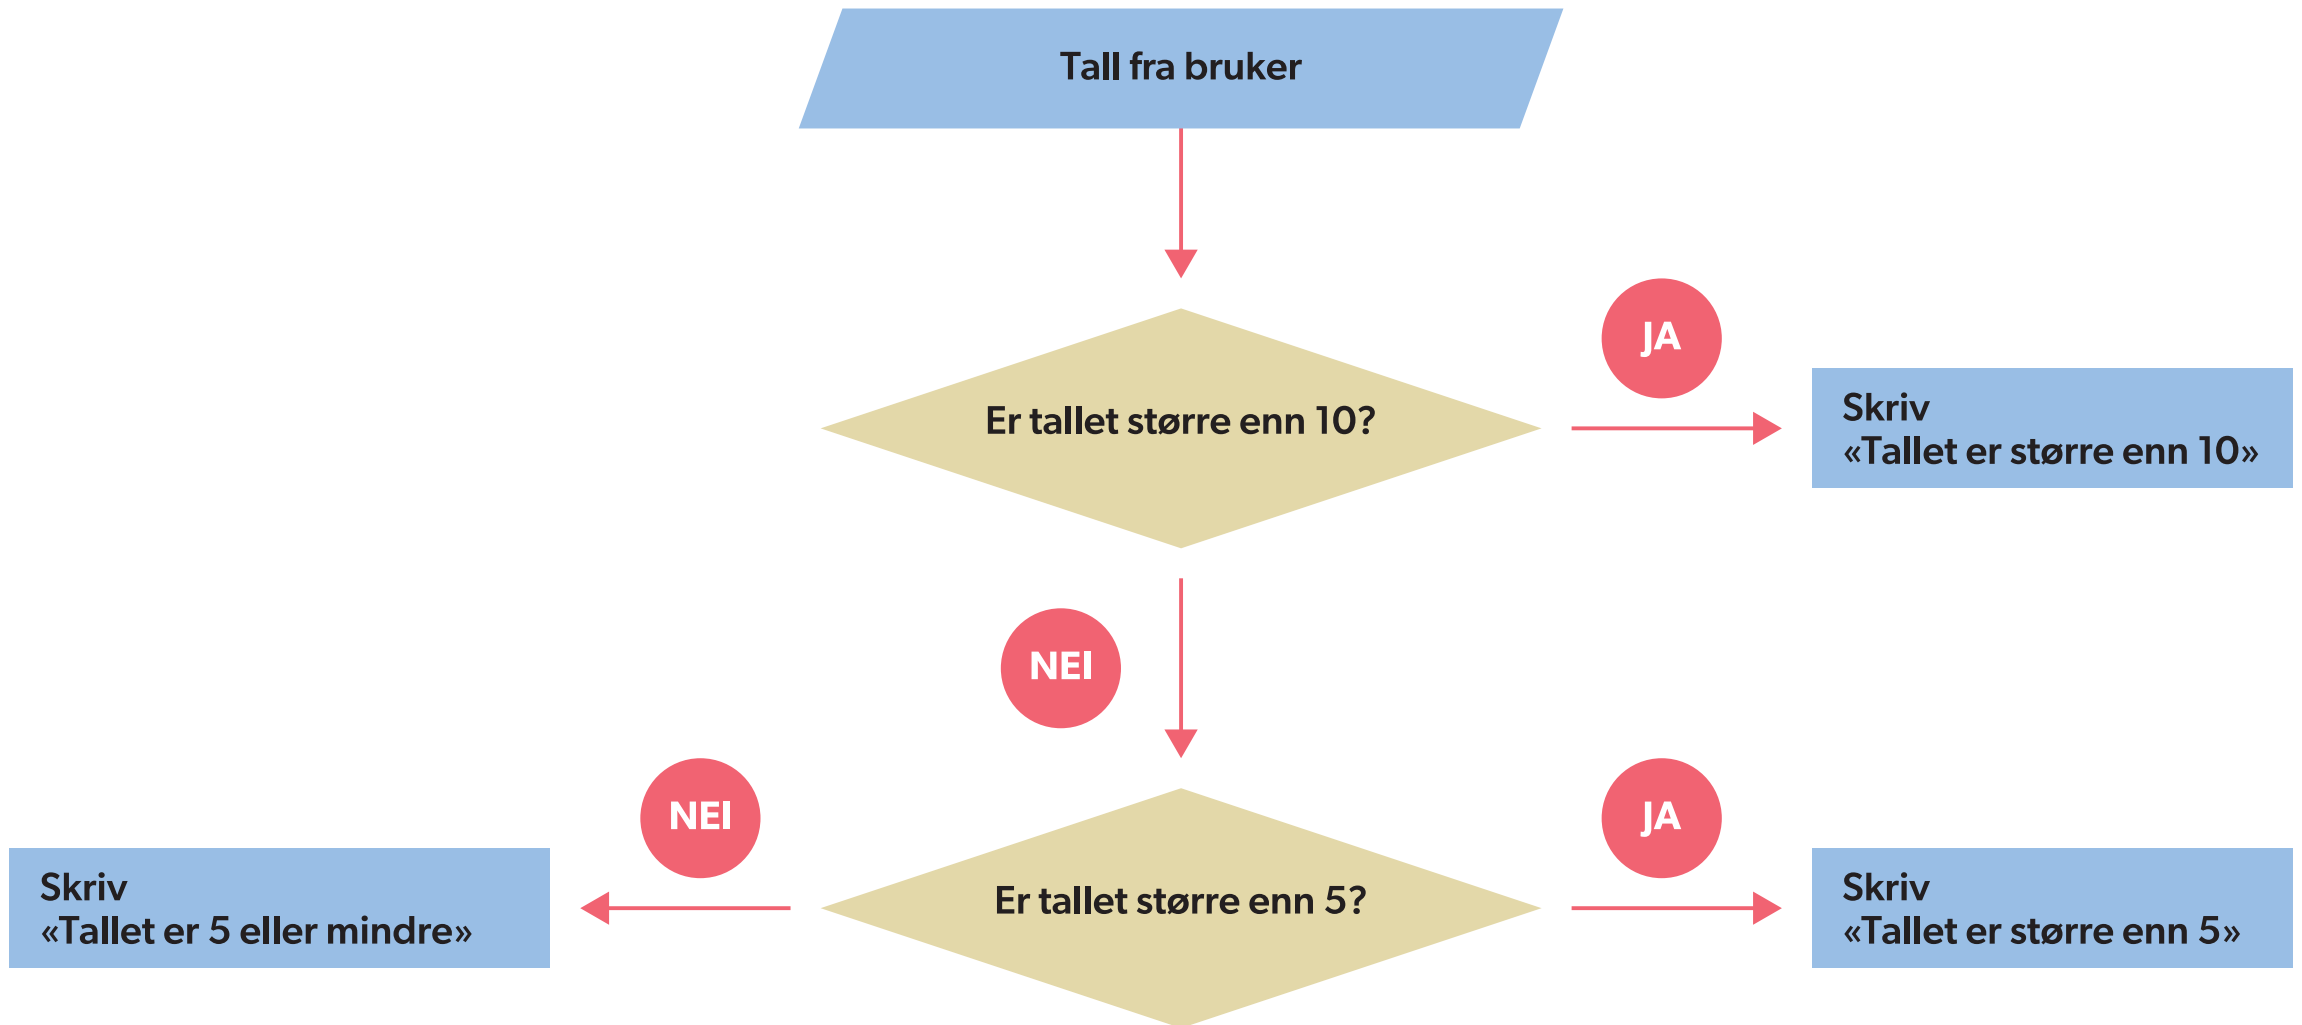 Tall fra bruker
JA
Er tallet større enn 10?
Skriv
«Tallet er større enn 10»
NEI
NEI
JA
Skriv
«Tallet er 5 eller mindre»
Er tallet større enn 5?
Skriv
«Tallet er større enn 5»